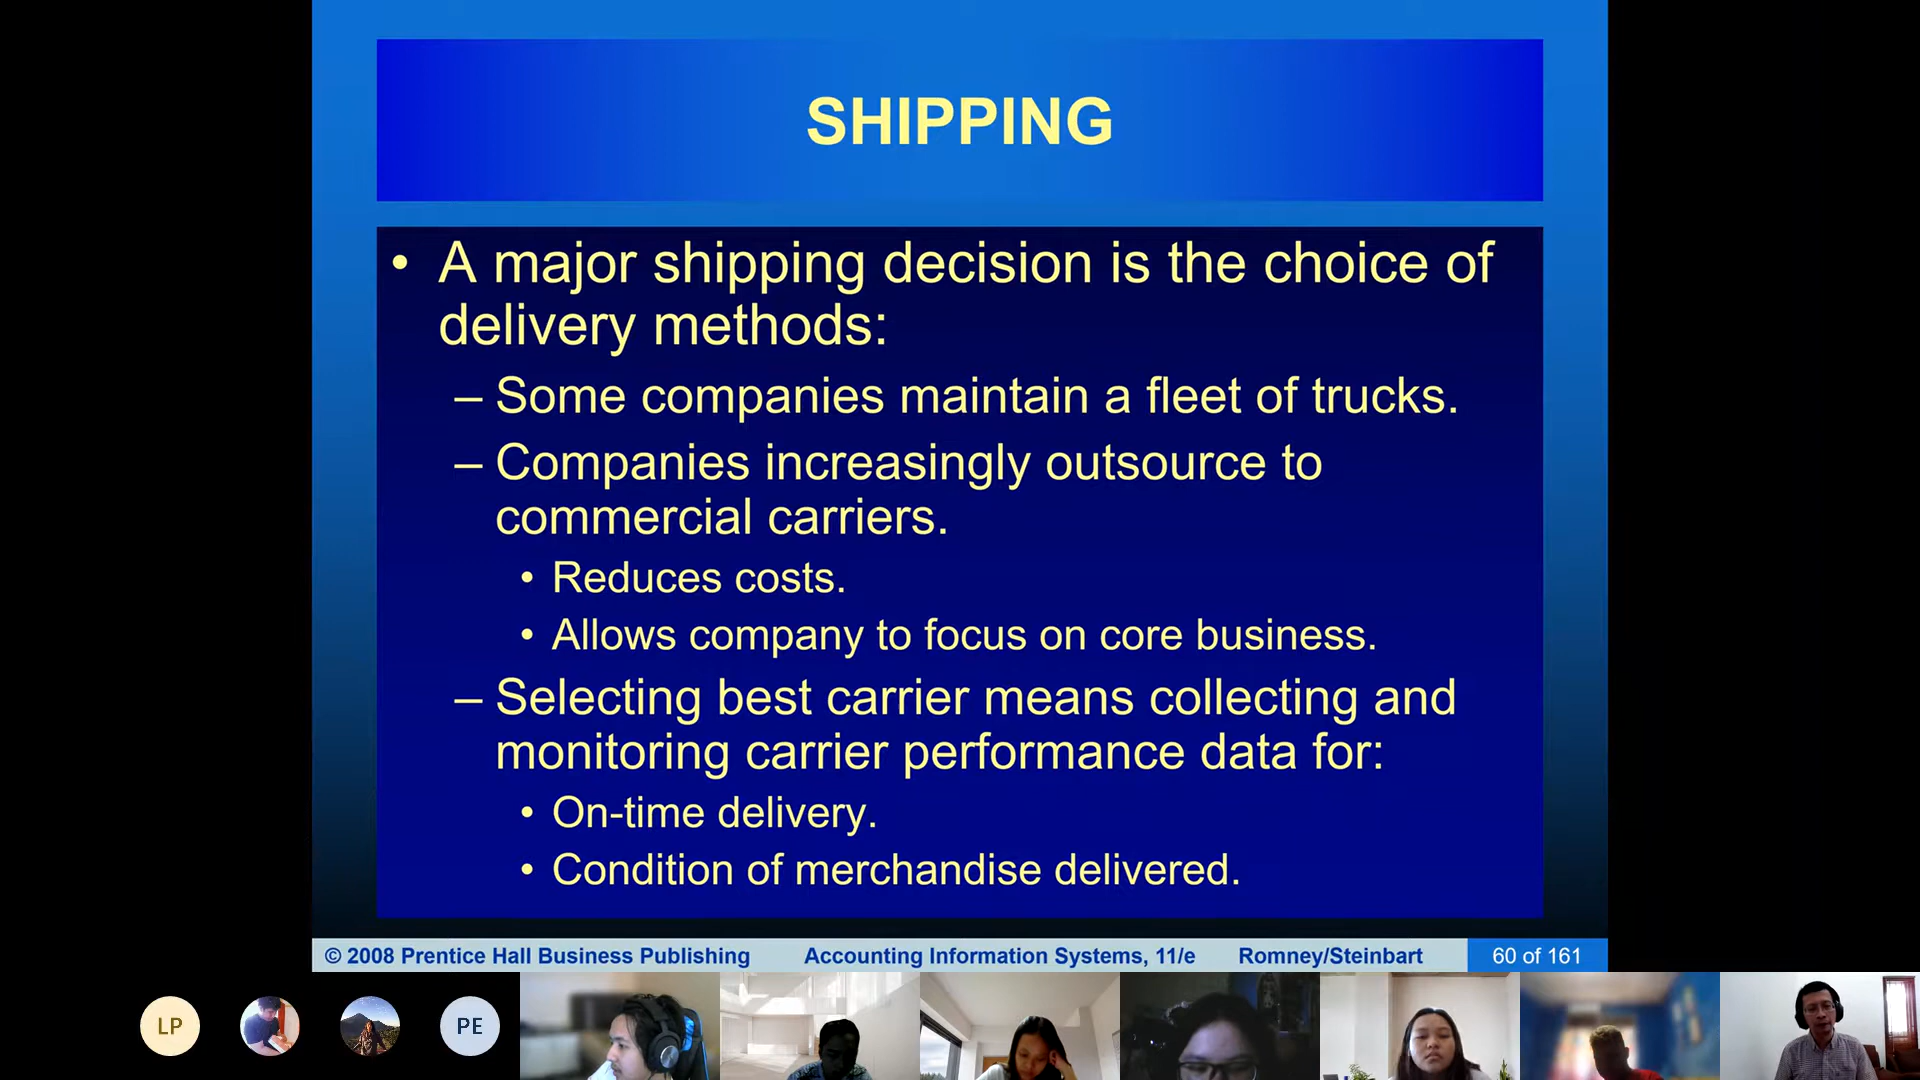 SHIPPING
• A major shipping decision is the choice of
delivery methods:
– Some companies maintain a fleet of trucks.
– Companies increasingly outsource to
commercial carriers.
• Reduces costs.
• Allows company to focus on core business.
– Selecting best carrier means collecting and
monitoring carrier performance data for:
• On-time delivery.
• Condition of merchandise delivered.
© 2008 Prentice Hall Business Publishing Accounting Information Systems, 11/e Romney/Steinbart 60 of 161
LP PE